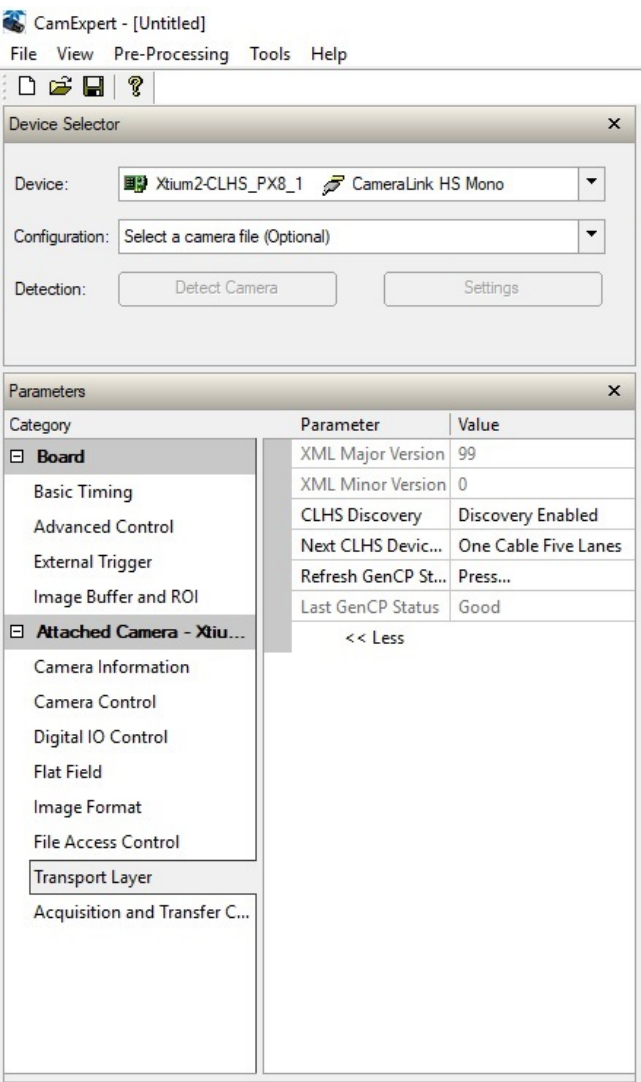 CamExpert - [Untitled]
File View Pre-Processing Tools Help
Device Selector
Device: Xtium2-CLHS_PX8_1 CameraLink HS Mono
Configuration: Select a camera file (Optional)
Detection: Detect Camera Settings
Parameters
Category
Board
Basic Timing
Advanced Control
External Trigger
Image Buffer and ROI
Attached Camera - Xtiu...
Camera Information
Camera Control
Digital IO Control
Flat Field
Image Format
File Access Control
Transport Layer
Acquisition and Transfer C...
Parameter Value
XML Major Version 99
XML Minor Version 0
CLHS Discovery Discovery Enabled
Next CLHS Devic... One Cable Five Lanes
Refresh GenCP St... Press...
Last GenCP Status Good
<< Less